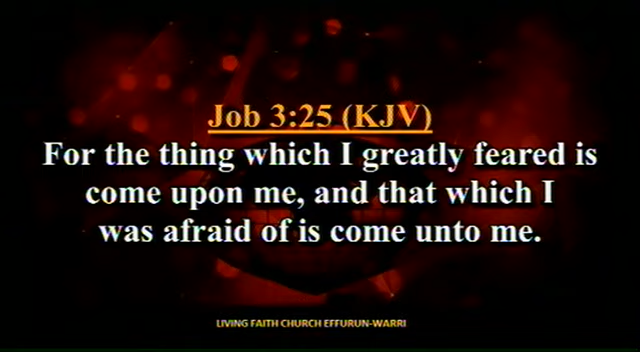 Job 3:25 (KJV)
For the thing which I greatly feared is
come upon me, and that which I
was afraid of is come unto me.
LIVING FAITH CHURCH EFFURUN-WARRI